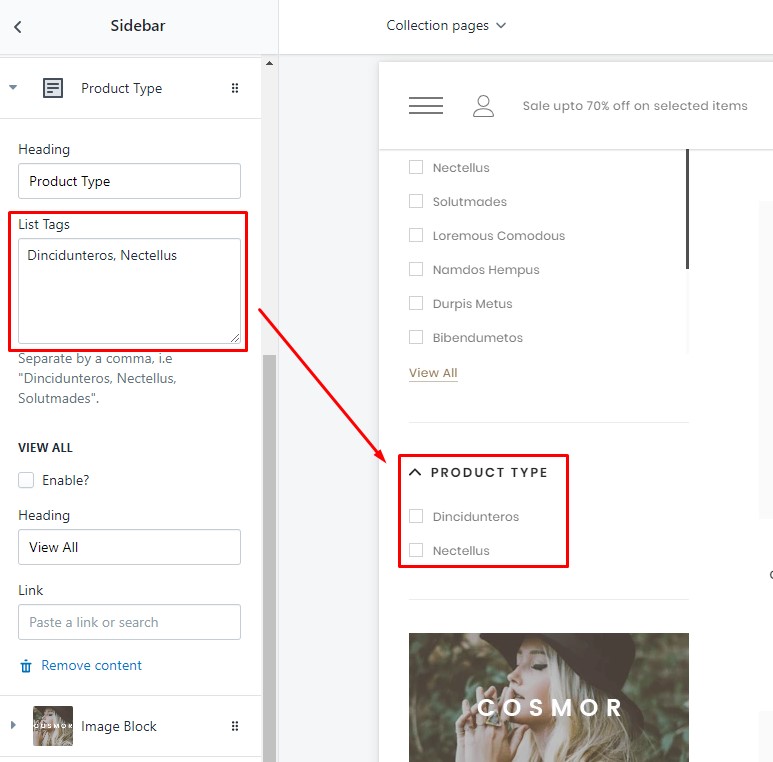 Sidebar
Collection pages
Product Type
Heading
Product Type
List Tags
Dincidunteros, Nectellus
Separate by a comma, i.e
"Dincidunteros, Nectellus,
Solutmades".
VIEW ALL
Enable?
Heading
View All
Link
Paste a link or search
Remove content
COSMOR
Image Block
Sale upto 70% off on selected items
Nectellus
Solutmades
Loremous Comodous
Namdos Hempus
Durpis Metus
Bibendumetos
View All
PRODUCT TYPE
Dincidunteros
Nectellus
COSMOR